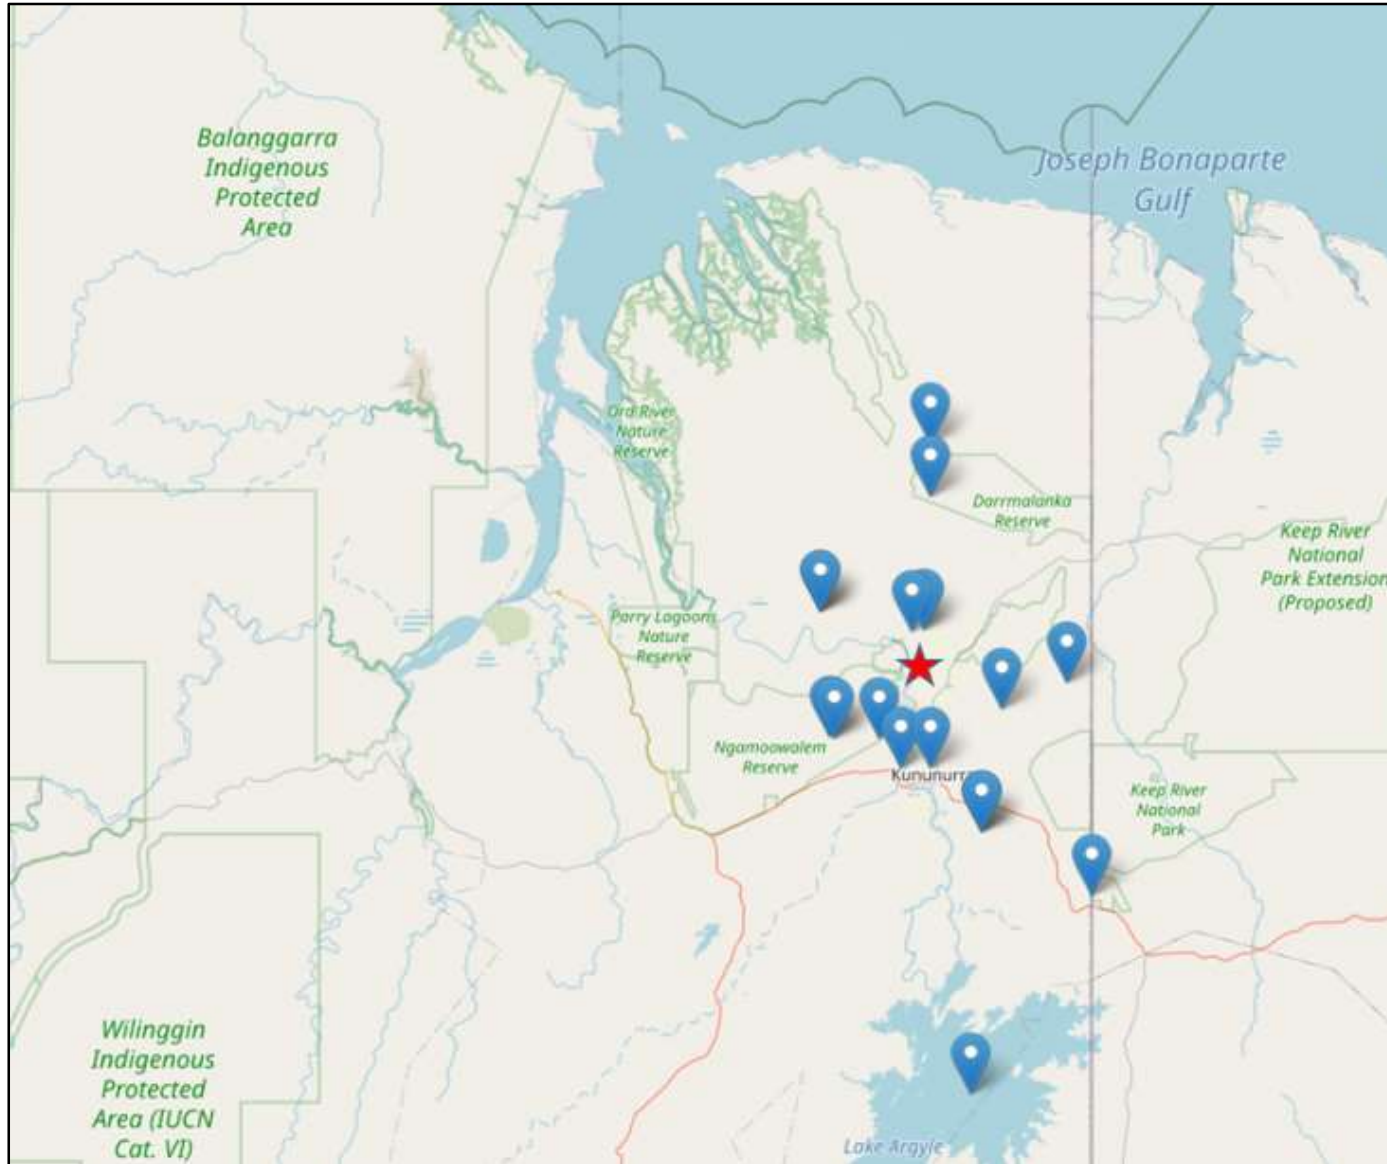 Balanggarra
Indigenous
Protected
Area
Joseph Bonaparte
Gulf
Ord River
Nature
Reserve
Darrmalanka
Reserve
Keep River
National
Park Extension
(Proposed)
Parry Lagoons
Nature
Reserve
Ngamoowalem
Reserve
Kununurra
Keep River
National
Park
Wilinggin
Indigenous
Protected
Area (IUCN
Cat. VI)
Lake Argyle